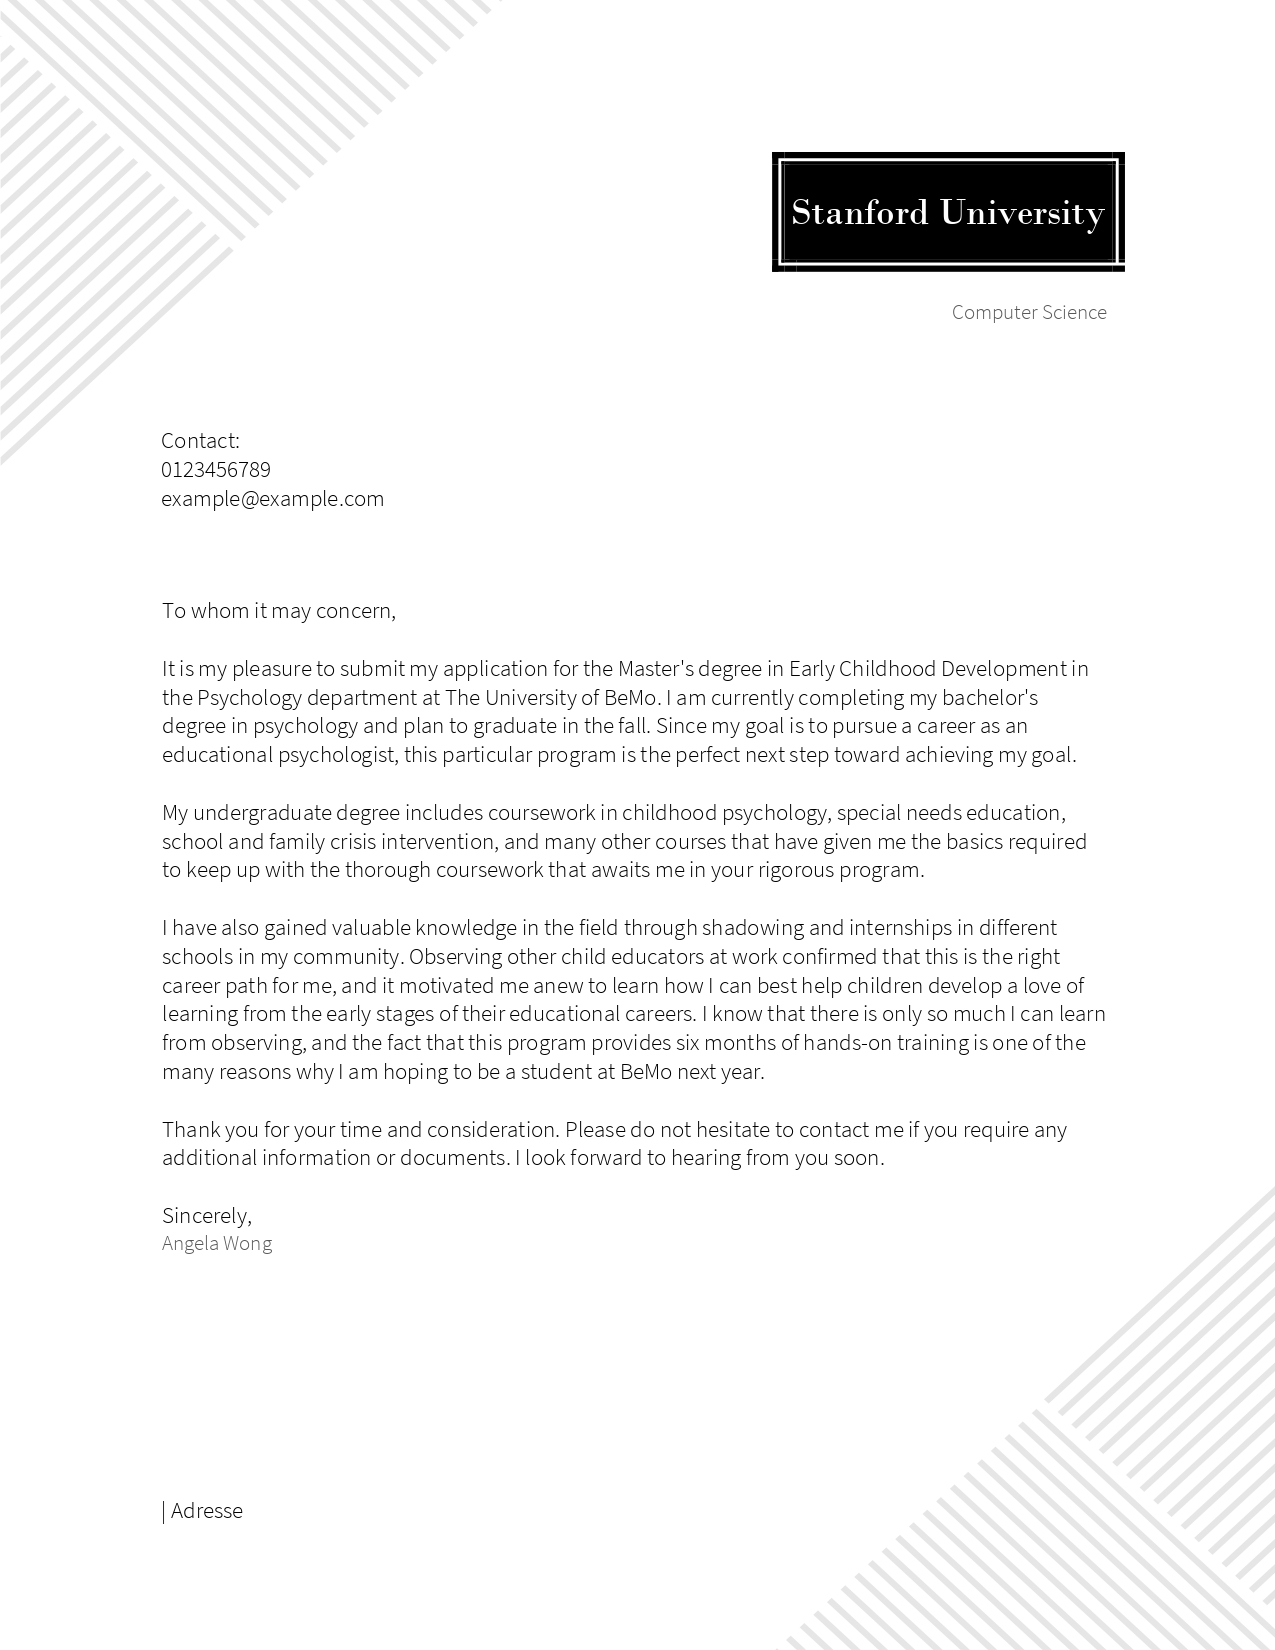 Stanford University
Computer Science
Contact:
0123456789
example@example.com
To whom it may concern,
It is my pleasure to submit my application for the Master's degree in Early Childhood Development in
the Psychology department at The University of BeMo. I am currently completing my bachelor's
degree in psychology and plan to graduate in the fall. Since my goal is to pursue a career as an
educational psychologist, this particular program is the perfect next step toward achieving my goal.
My undergraduate degree includes coursework in childhood psychology, special needs education,
school and family crisis intervention, and many other courses that have given me the basics required
to keep up with the thorough coursework that awaits me in your rigorous program.
I have also gained valuable knowledge in the field through shadowing and internships in different
schools in my community. Observing other child educators at work confirmed that this is the right
career path for me, and it motivated me anew to learn how I can best help children develop a love of
learning from the early stages of their educational careers. I know that there is only so much I can learn
from observing, and the fact that this program provides six months of hands-on training is one of the
many reasons why I am hoping to be a student at BeMo next year.
Thank you for your time and consideration. Please do not hesitate to contact me if you require any
additional information or documents. I look forward to hearing from you soon.
Sincerely,
Angela Wong
| Adresse